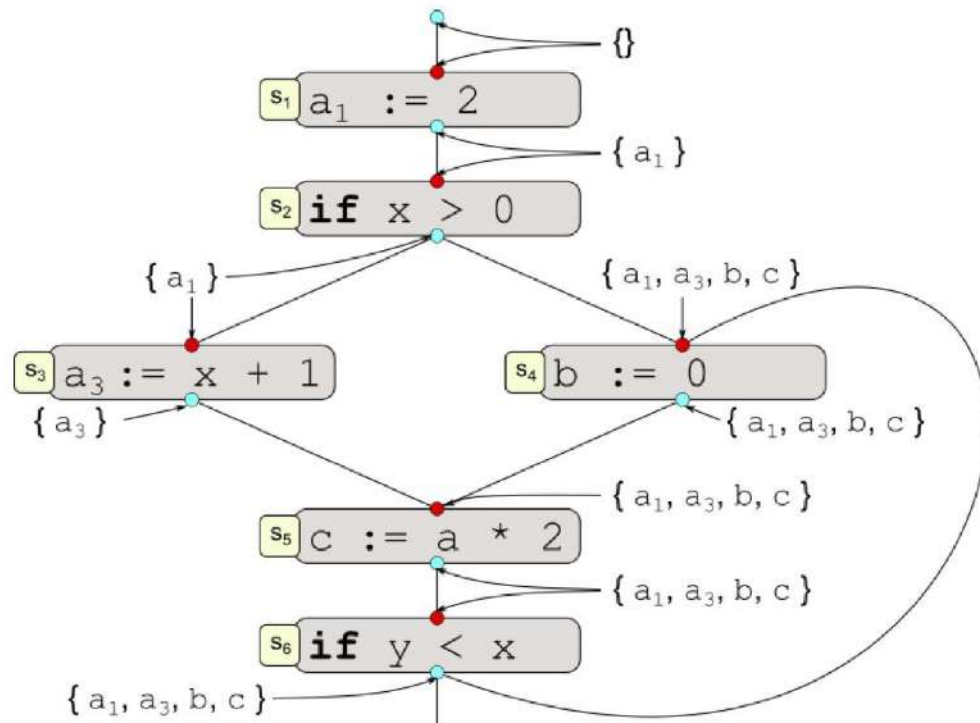 {}
s₁ a₁ := 2
{ a₁ }
s₂ if x > 0
{ a₁ }
{ a₁, a₃, b, c }
s₃ a₃ := x + 1
s₄ b := 0
{ a₃ }
{ a₁, a₃, b, c }
{ a₁, a₃, b, c }
s₅ c := a * 2
{ a₁, a₃, b, c }
s₆ if y < x
{ a₁, a₃, b, c }